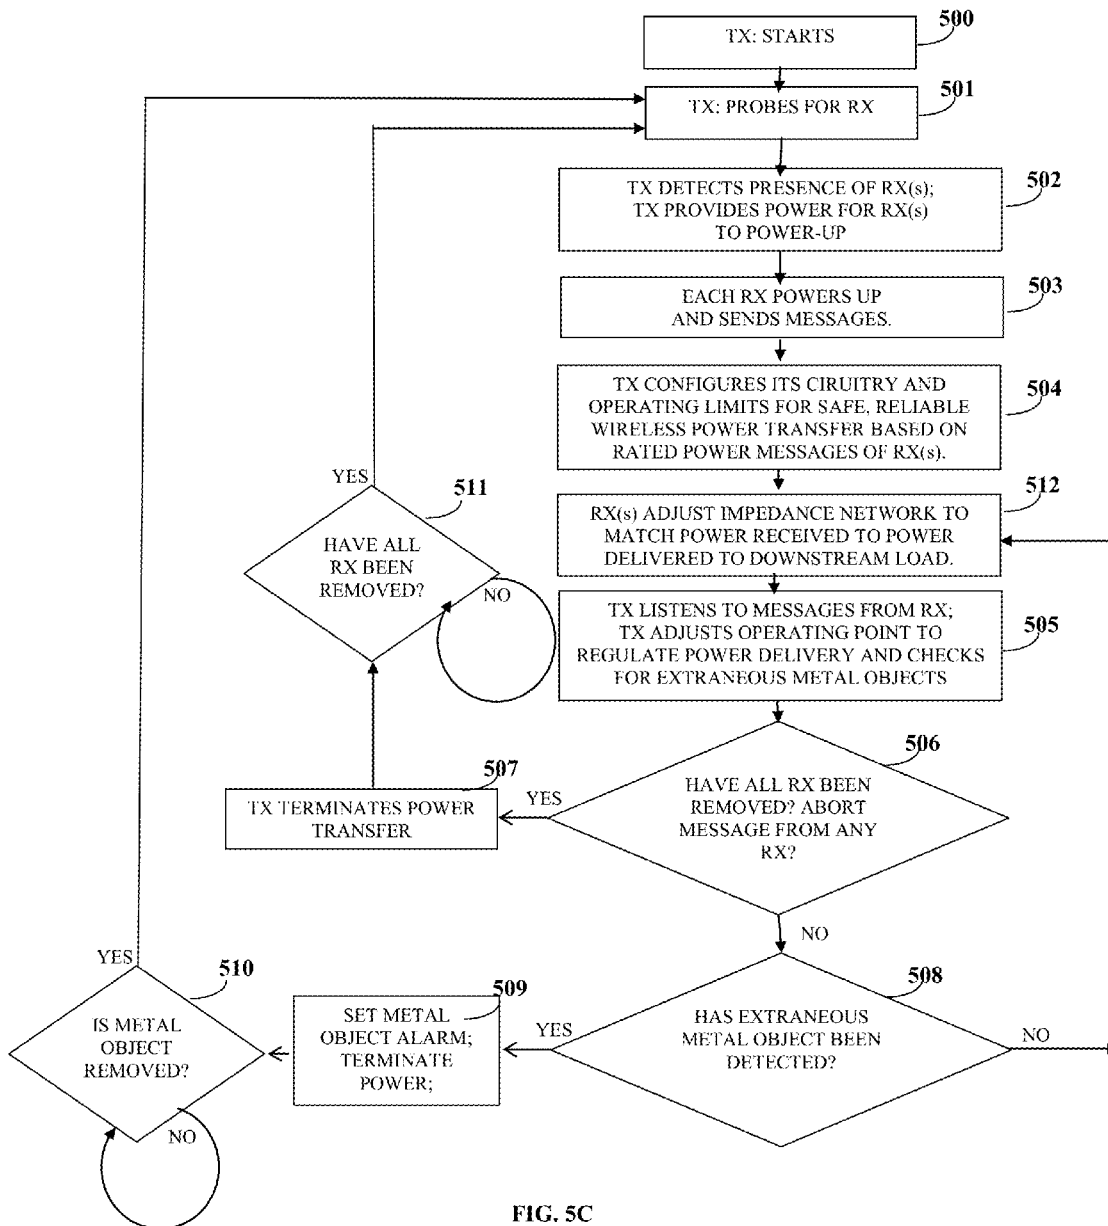 500
TX: STARTS
501
TX: PROBES FOR RX
502
TX DETECTS PRESENCE OF RX(s);
TX PROVIDES POWER FOR RX(s)
TO POWER-UP
503
EACH RX POWERS UP
AND SENDS MESSAGES.
504
TX CONFIGURES ITS CIRUITRY AND
OPERATING LIMITS FOR SAFE, RELIABLE
WIRELESS POWER TRANSFER BASED ON
RATED POWER MESSAGES OF RX(s).
512
RX(s) ADJUST IMPEDANCE NETWORK TO
MATCH POWER RECEIVED TO POWER
DELIVERED TO DOWNSTREAM LOAD.
YES
511
HAVE ALL
RX BEEN
REMOVED?
NO
505
TX LISTENS TO MESSAGES FROM RX;
TX ADJUSTS OPERATING POINT TO
REGULATE POWER DELIVERY AND CHECKS
FOR EXTRANEOUS METAL OBJECTS
506
HAVE ALL RX BEEN
REMOVED? ABORT
MESSAGE FROM ANY
RX?
YES
507
TX TERMINATES POWER
TRANSFER
NO
508
HAS EXTRANEOUS
METAL OBJECT BEEN
DETECTED?
NO
YES
509
SET METAL
OBJECT ALARM;
TERMINATE
POWER;
YES
510
IS METAL
OBJECT
REMOVED?
NO
FIG. 5C